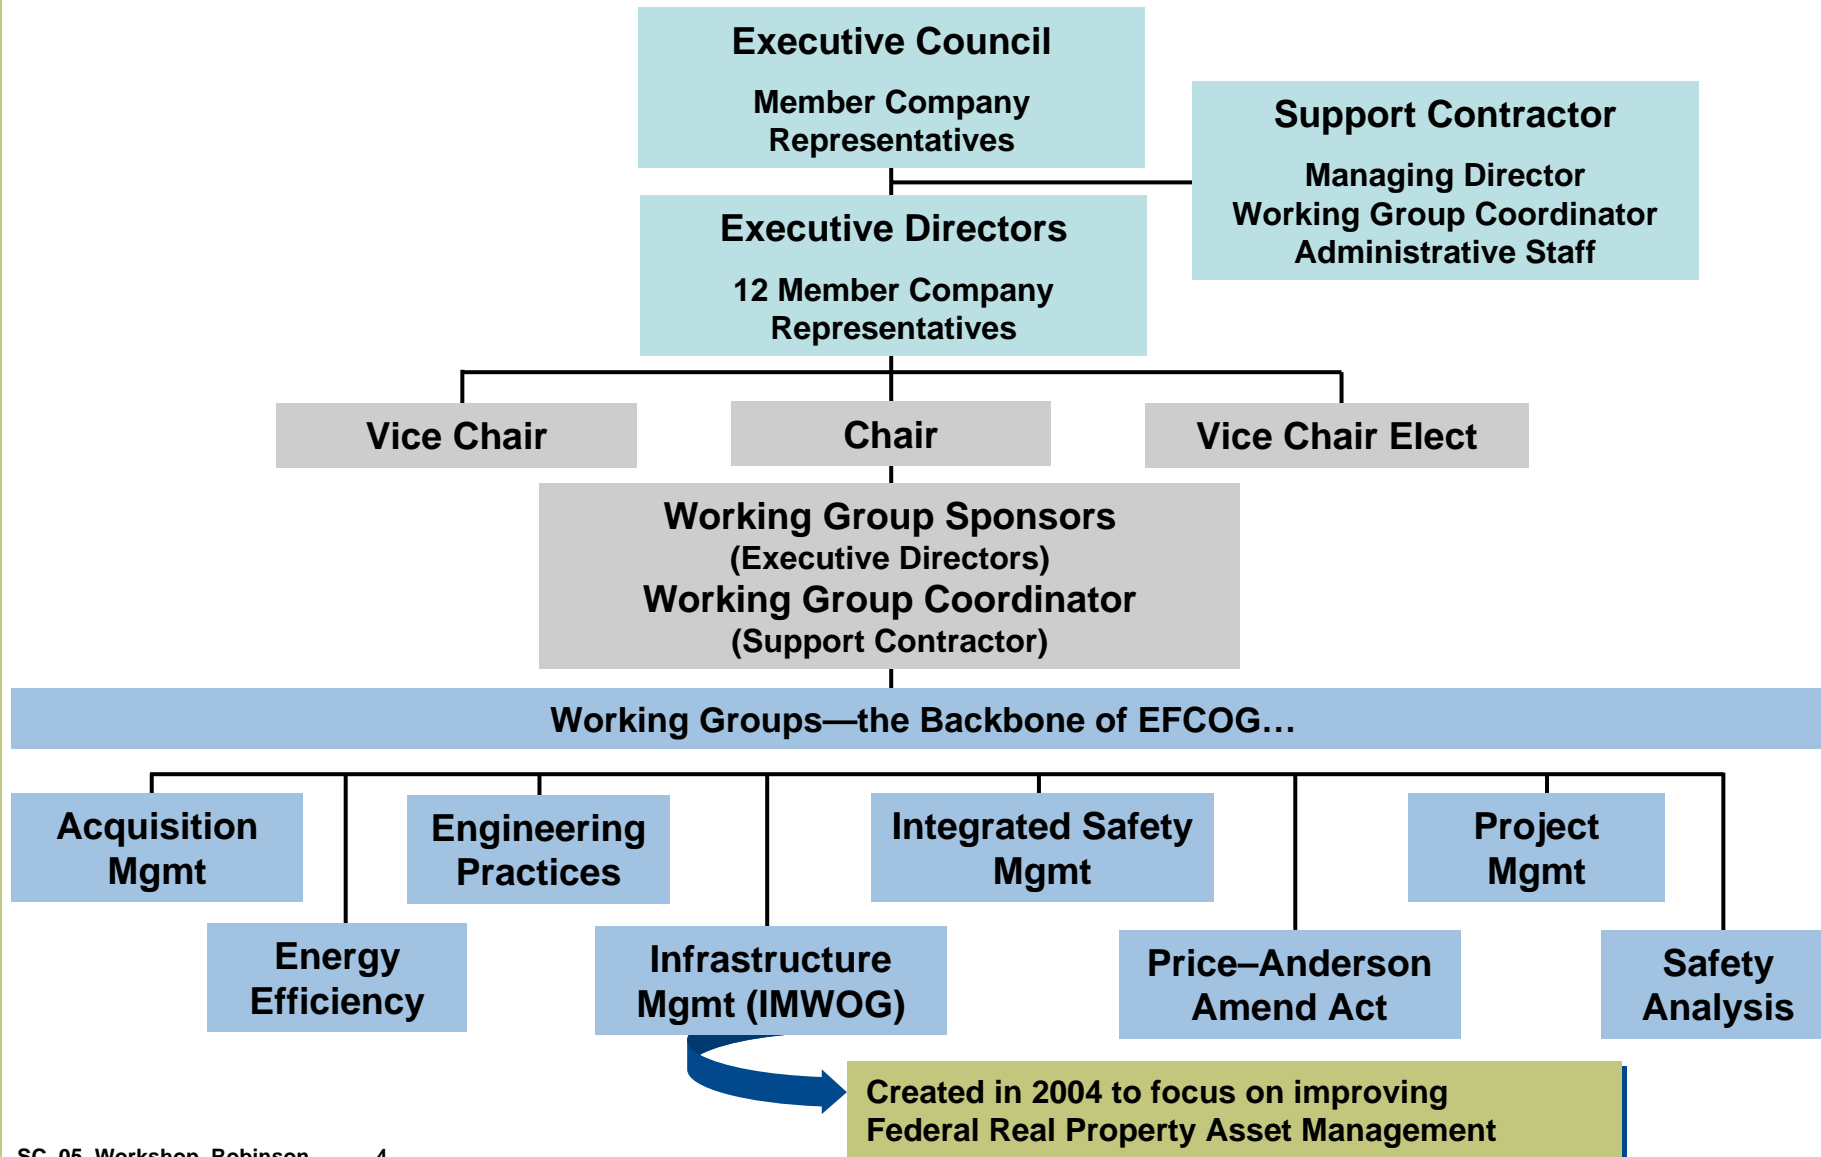 Executive Council
Member Company
Representatives
Support Contractor
Managing Director
Working Group Coordinator
Administrative Staff
Executive Directors
12 Member Company
Representatives
Vice Chair
Chair
Vice Chair Elect
Working Group Sponsors
(Executive Directors)
Working Group Coordinator
(Support Contractor)
Working Groups—the Backbone of EFCOG…
Acquisition
Mgmt
Engineering
Practices
Integrated Safety
Mgmt
Project
Mgmt
Energy
Efficiency
Infrastructure
Mgmt (IMWOG)
Price–Anderson
Amend Act
Safety
Analysis
Created in 2004 to focus on improving
Federal Real Property Asset Management
SC_05_Workshop_Robinson 4